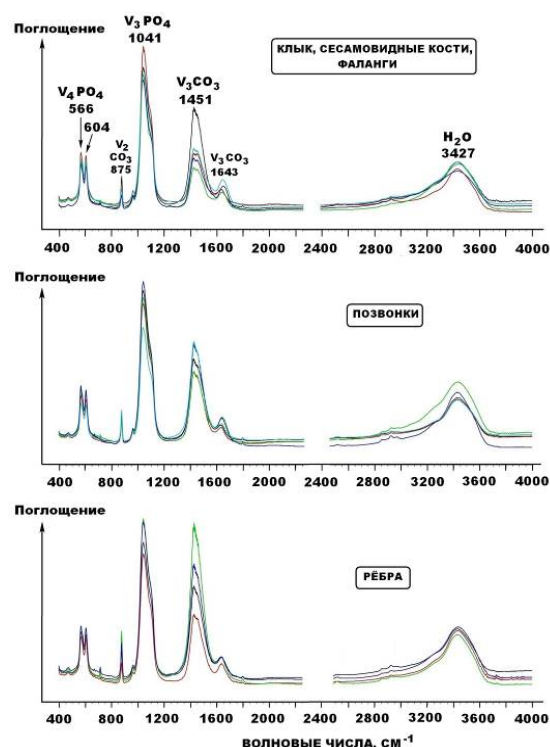 Поглощение
V₃ PO₄
1041
V₄ PO₄
566
604
V₂
CO₃
875
V₃CO₃
1451
V₃ CO₃
1643
H₂O
3427
КЛЫК, СЕСАМОВИДНЫЕ КОСТИ,
ФАЛАНГИ
400 800 1200 1600 2000 2400 2800 3200 3600 4000
Поглощение
ПОЗВОНКИ
400 800 1200 1600 2000 2400 2800 3200 3600 4000
Поглощение
РЁБРА
400 800 1200 1600 2000 2400 2800 3200 3600 4000
ВОЛНОВЫЕ ЧИСЛА, СМ⁻¹